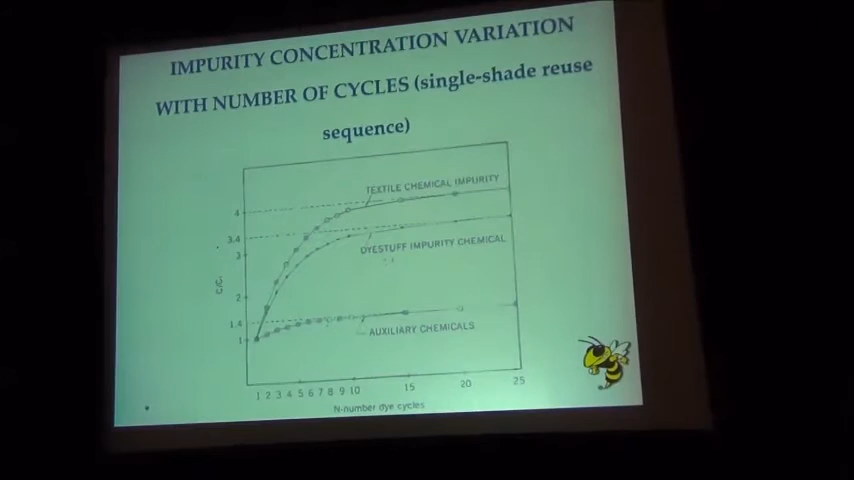 IMPURITY CONCENTRATION VARIATION
WITH NUMBER OF CYCLES (single-shade reuse
sequence)
TEXTILE CHEMICAL IMPURITY
4
3.4
DYESTUFF IMPURITY CHEMICAL
3
2
1.4
AUXILIARY CHEMICALS
1
1 2 3 4 5 6 7 8 9 10 15 20 25
N-number dye cycles